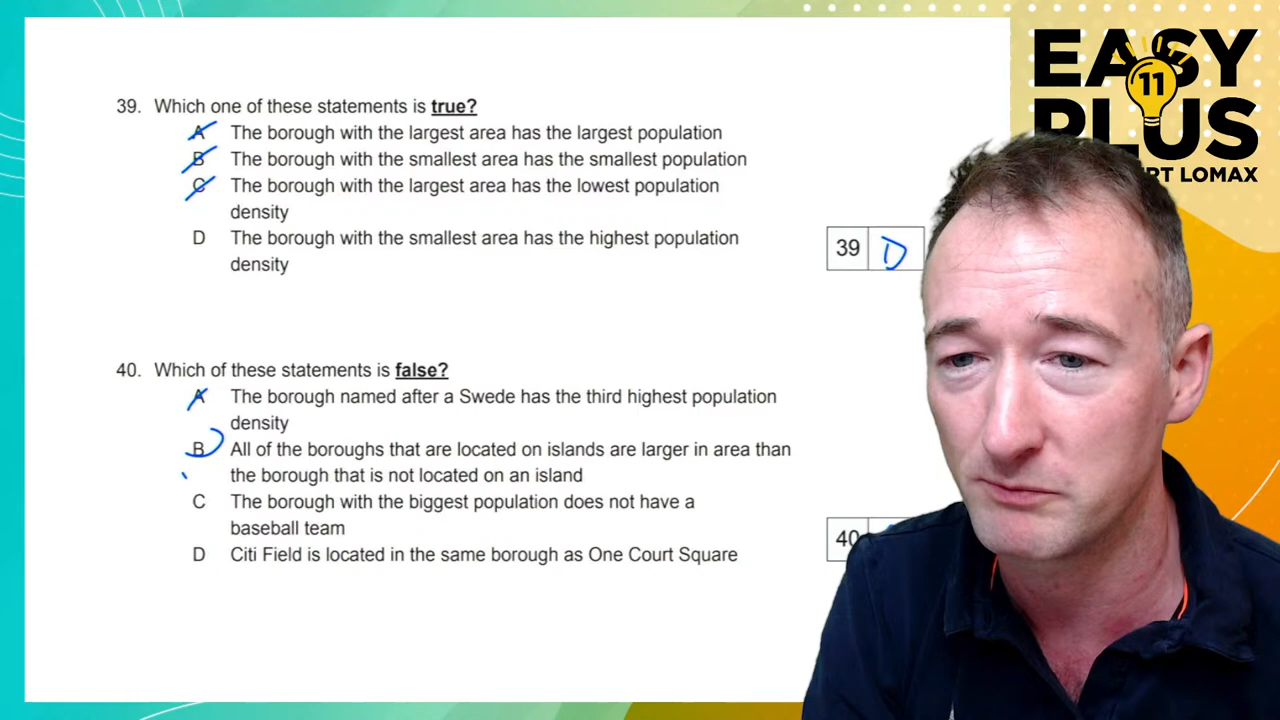 EASY
11
PLUS
RT LOMAX
39. Which one of these statements is true?
A The borough with the largest area has the largest population
B The borough with the smallest area has the smallest population
C The borough with the largest area has the lowest population
density
D The borough with the smallest area has the highest population
density
39 D
40. Which of these statements is false?
A The borough named after a Swede has the third highest population
density
B All of the boroughs that are located on islands are larger in area than
the borough that is not located on an island
C The borough with the biggest population does not have a
baseball team
D Citi Field is located in the same borough as One Court Square
40